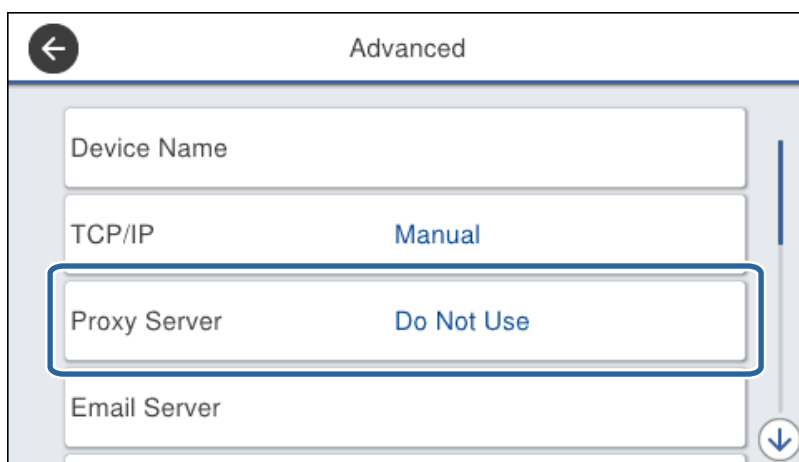 Advanced
Device Name
TCP/IP Manual
Proxy Server Do Not Use
Email Server